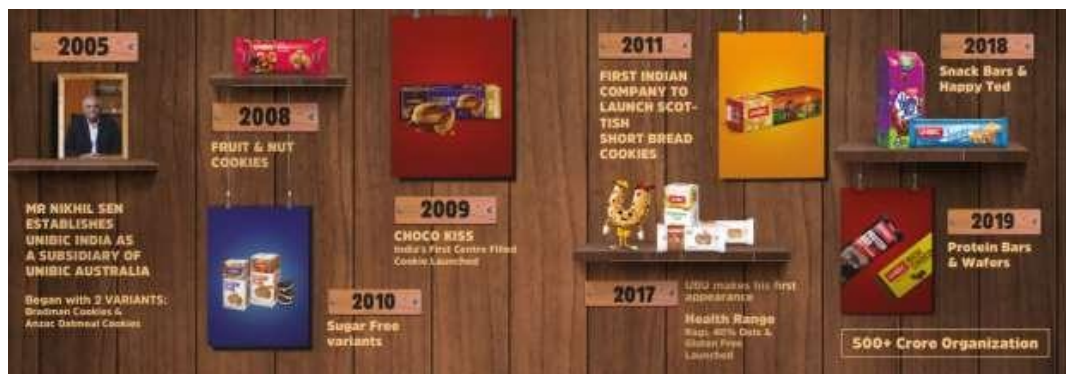 2005
MR NIKHIL SEN
ESTABLISHES
UNIBIC INDIA AS
A SUBSIDIARY OF
UNIBIC AUSTRALIA
Began with 2 VARIANTS:
Bradman Cookies &
Anzac Oatmeal Cookies
2008
FRUIT & NUT
COOKIES
2009
CHOCO KISS
India's First Centre Filled
Cookie Launched
2010
Sugar Free
variants
2011
FIRST INDIAN
COMPANY TO
LAUNCH SCOT-
TISH
SHORT BREAD
COOKIES
2017
UBU makes his first
appearance
Health Range
Ragi, 40% Oats &
Gluten Free
Launched
2018
Snack Bars &
Happy Ted
2019
Protein Bars
& Wafers
500+ Crore Organization